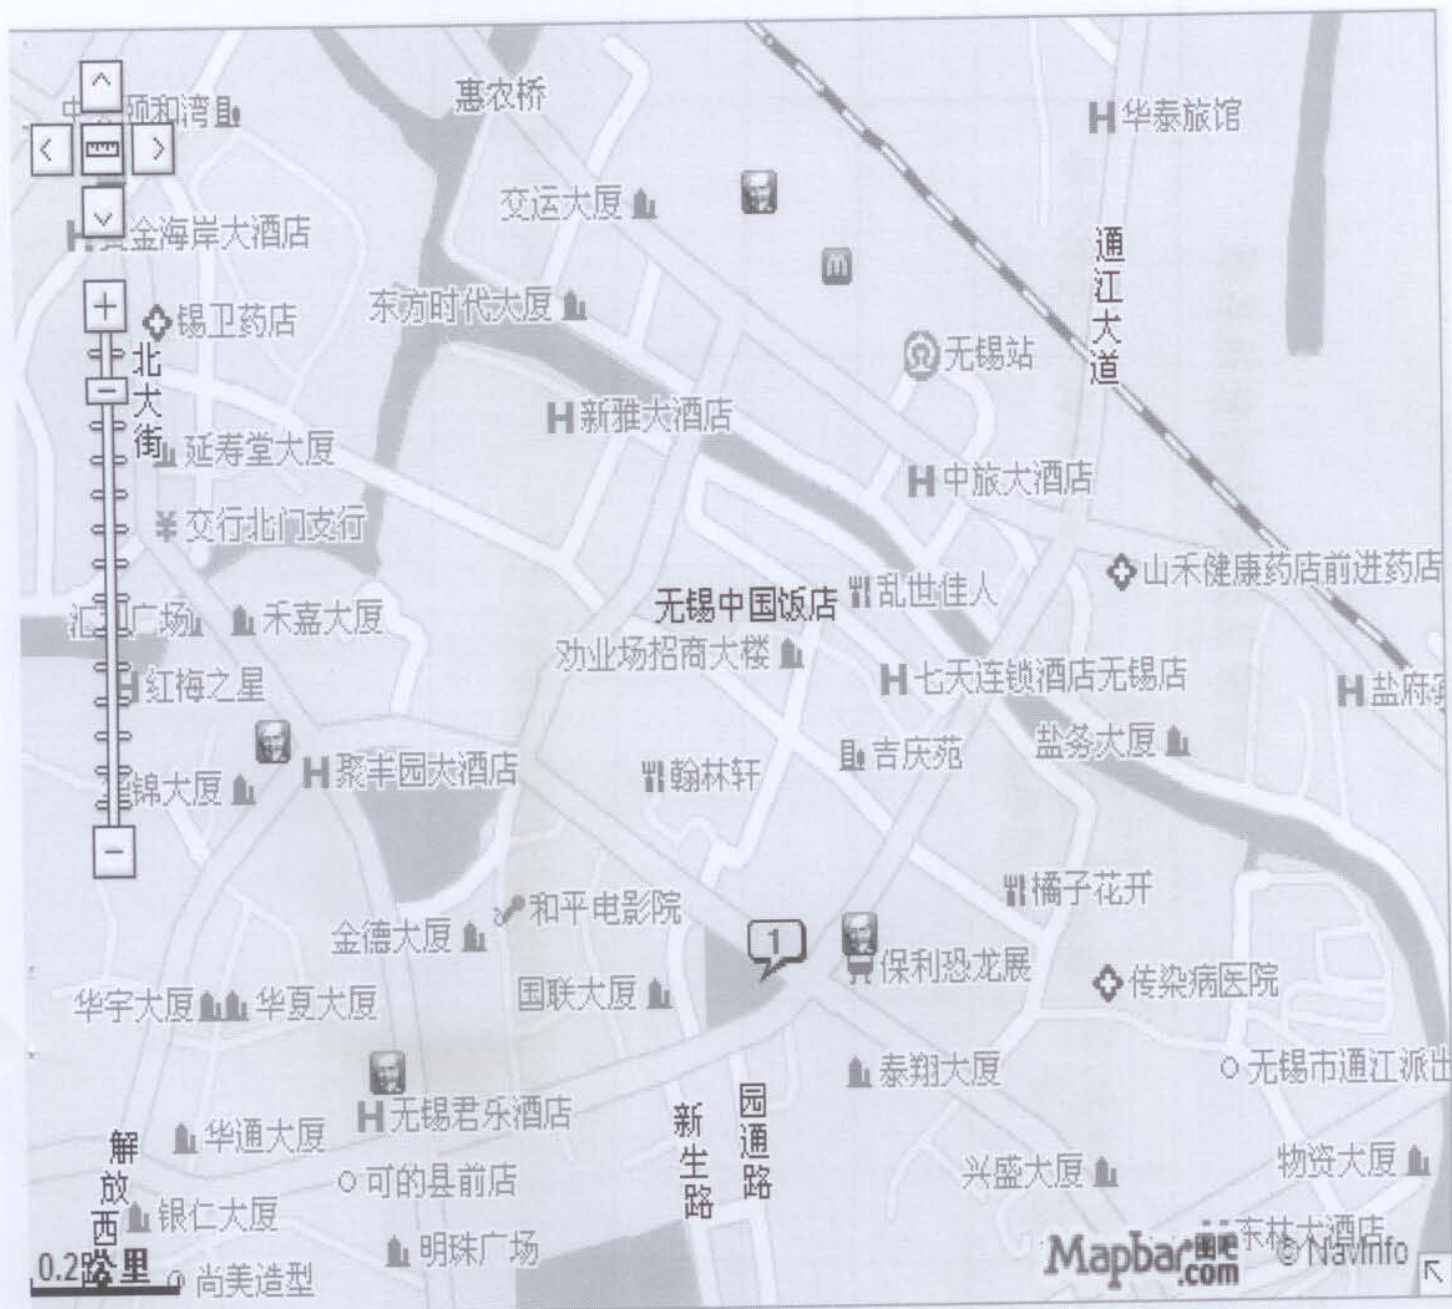 惠农桥
颐和湾
华泰旅馆
交运大厦
金海岸大酒店
通江大道
东方时代大厦
锡卫药店
无锡站
北大街
新雅大酒店
延寿堂大厦
中旅大酒店
交行北门支行
山禾健康药店前进药店
无锡中国饭店
乱世佳人
广场
禾嘉大厦
劝业场招商大楼
七天连锁酒店无锡店
红梅之星
盐府
盐务大厦
吉庆苑
聚丰园大酒店
翰林轩
锦大厦
橘子花开
和平电影院
金德大厦
1
保利恐龙展
传染病医院
国联大厦
华宇大厦
华夏大厦
泰翔大厦
无锡市通江派出
园通路
新生路
无锡君乐酒店
华通大厦
解放西路
可的县前店
兴盛大厦
物资大厦
银仁大厦
东林大酒店
明珠广场
Mapbar图吧.com
© NavInfo
0.2公里
尚美造型